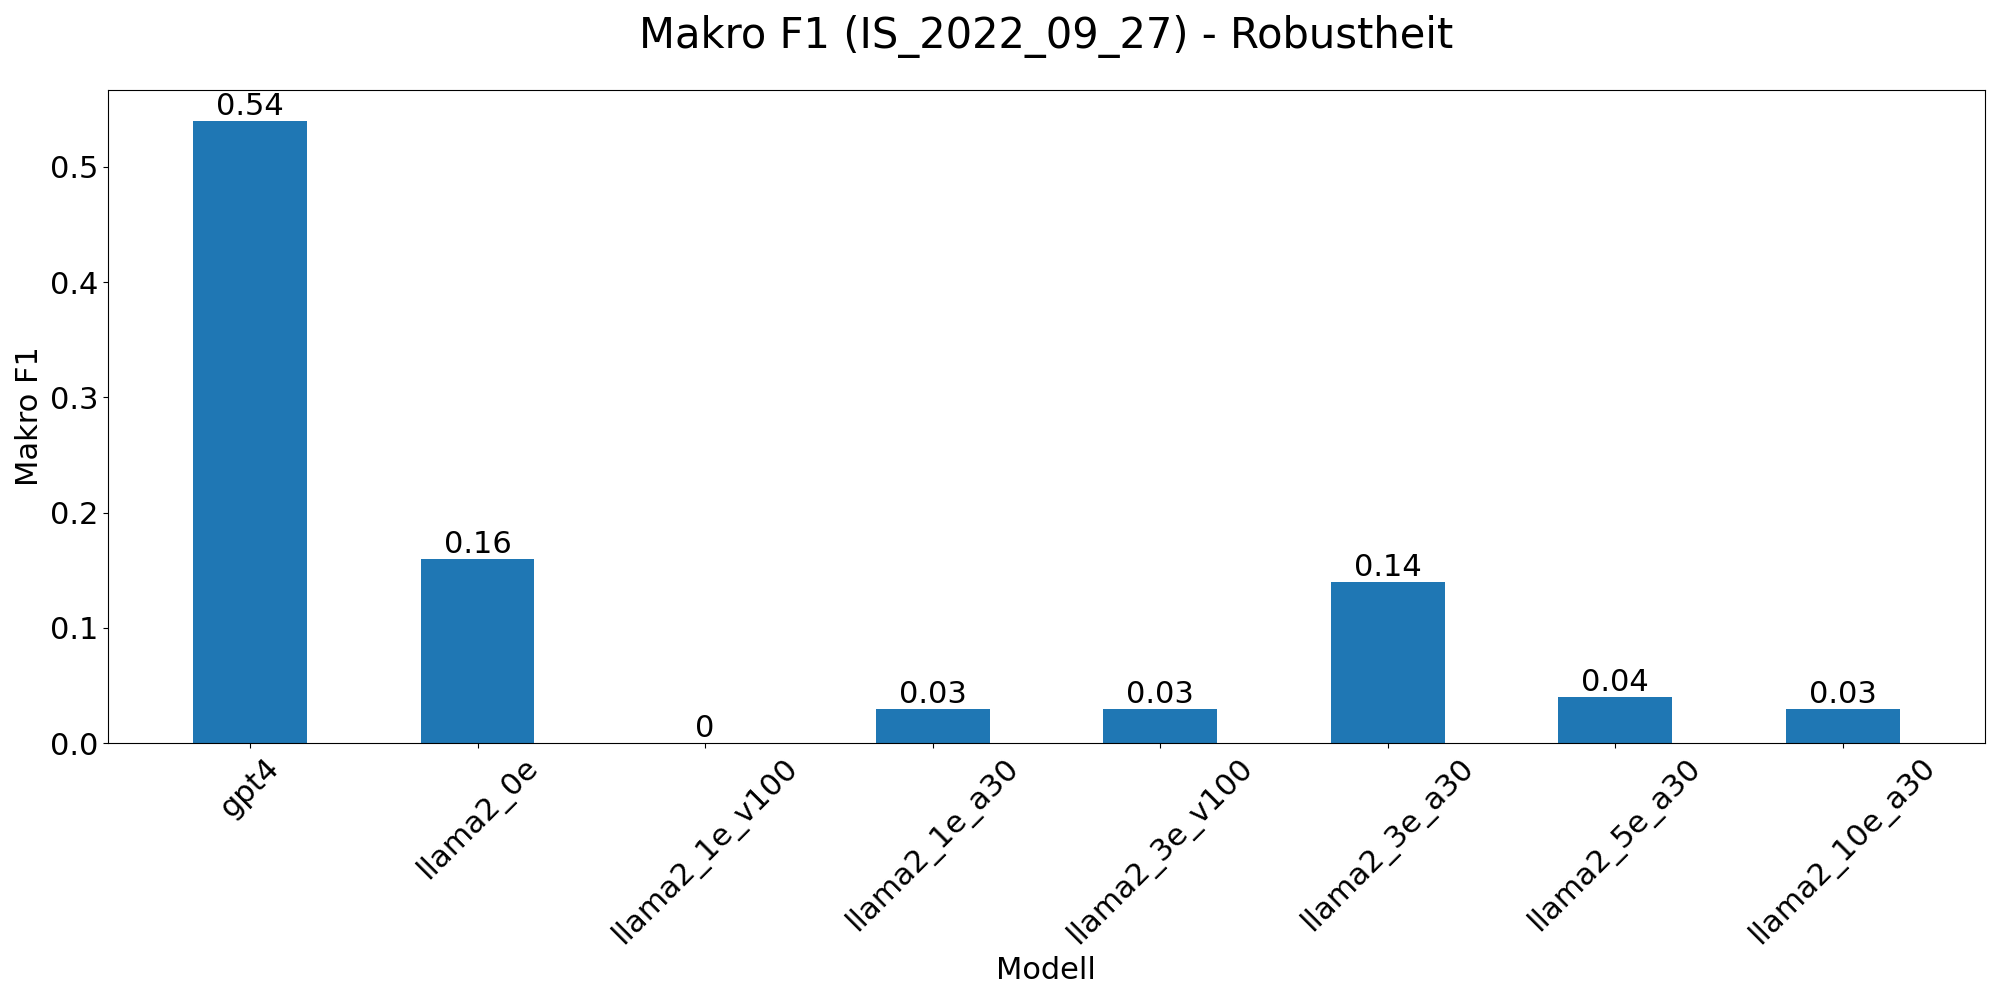 Makro F1 (IS_2022_09_27) - Robustheit
Makro F1
0.5
0.4
0.3
0.2
0.1
0.0
0.54
0.16
0
0.03
0.03
0.14
0.04
0.03
gpt4
llama2_0e
llama2_1e_v100
llama2_1e_a30
llama2_3e_v100
llama2_3e_a30
llama2_5e_a30
llama2_10e_a30
Modell